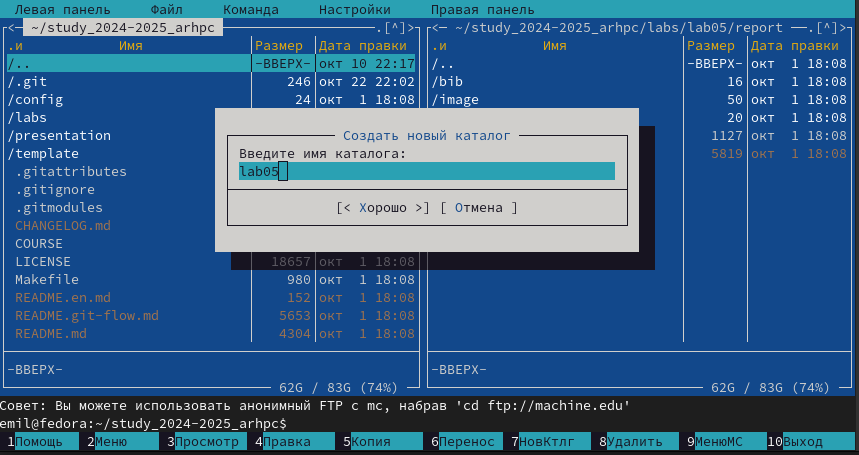 Левая панель Файл Команда Настройки Правая панель
<─ ~/study_2024-2025_arhpc ─.[^]>
<─ ~/study_2024-2025_arhpc/labs/lab05/report ──.[^]>
.и Имя Размер Дата правки .и Имя Размер Дата правки
/.. -ВВЕРХ- окт 10 22:17 /.. -ВВЕРХ- окт 1 18:08
/.git 246 окт 22 22:02 /bib 16 окт 1 18:08
/config 24 окт 1 18:08 /image 50 окт 1 18:08
/labs 20 окт 1 18:08
/presentation 1127 окт 1 18:08
/template 5819 окт 1 18:08
.gitattributes
.gitignore
.gitmodules
CHANGELOG.md
COURSE
LICENSE 18657 окт 1 18:08
Makefile 980 окт 1 18:08
README.en.md 152 окт 1 18:08
README.git-flow.md 5653 окт 1 18:08
README.md 4304 окт 1 18:08
Создать новый каталог
Введите имя каталога:
lab05
[< Хорошо >] [ Отмена ]
-ВВЕРХ- -ВВЕРХ-
62G / 83G (74%) 62G / 83G (74%)
Совет: Вы можете использовать анонимный FTP с mc, набрав 'cd ftp://machine.edu'
emil@fedora:~/study_2024-2025_arhpc$
1Помощь 2Меню 3Просмотр 4Правка 5Копия 6Перенос 7НовКтлг 8Удалить 9МенюMC 10Выход